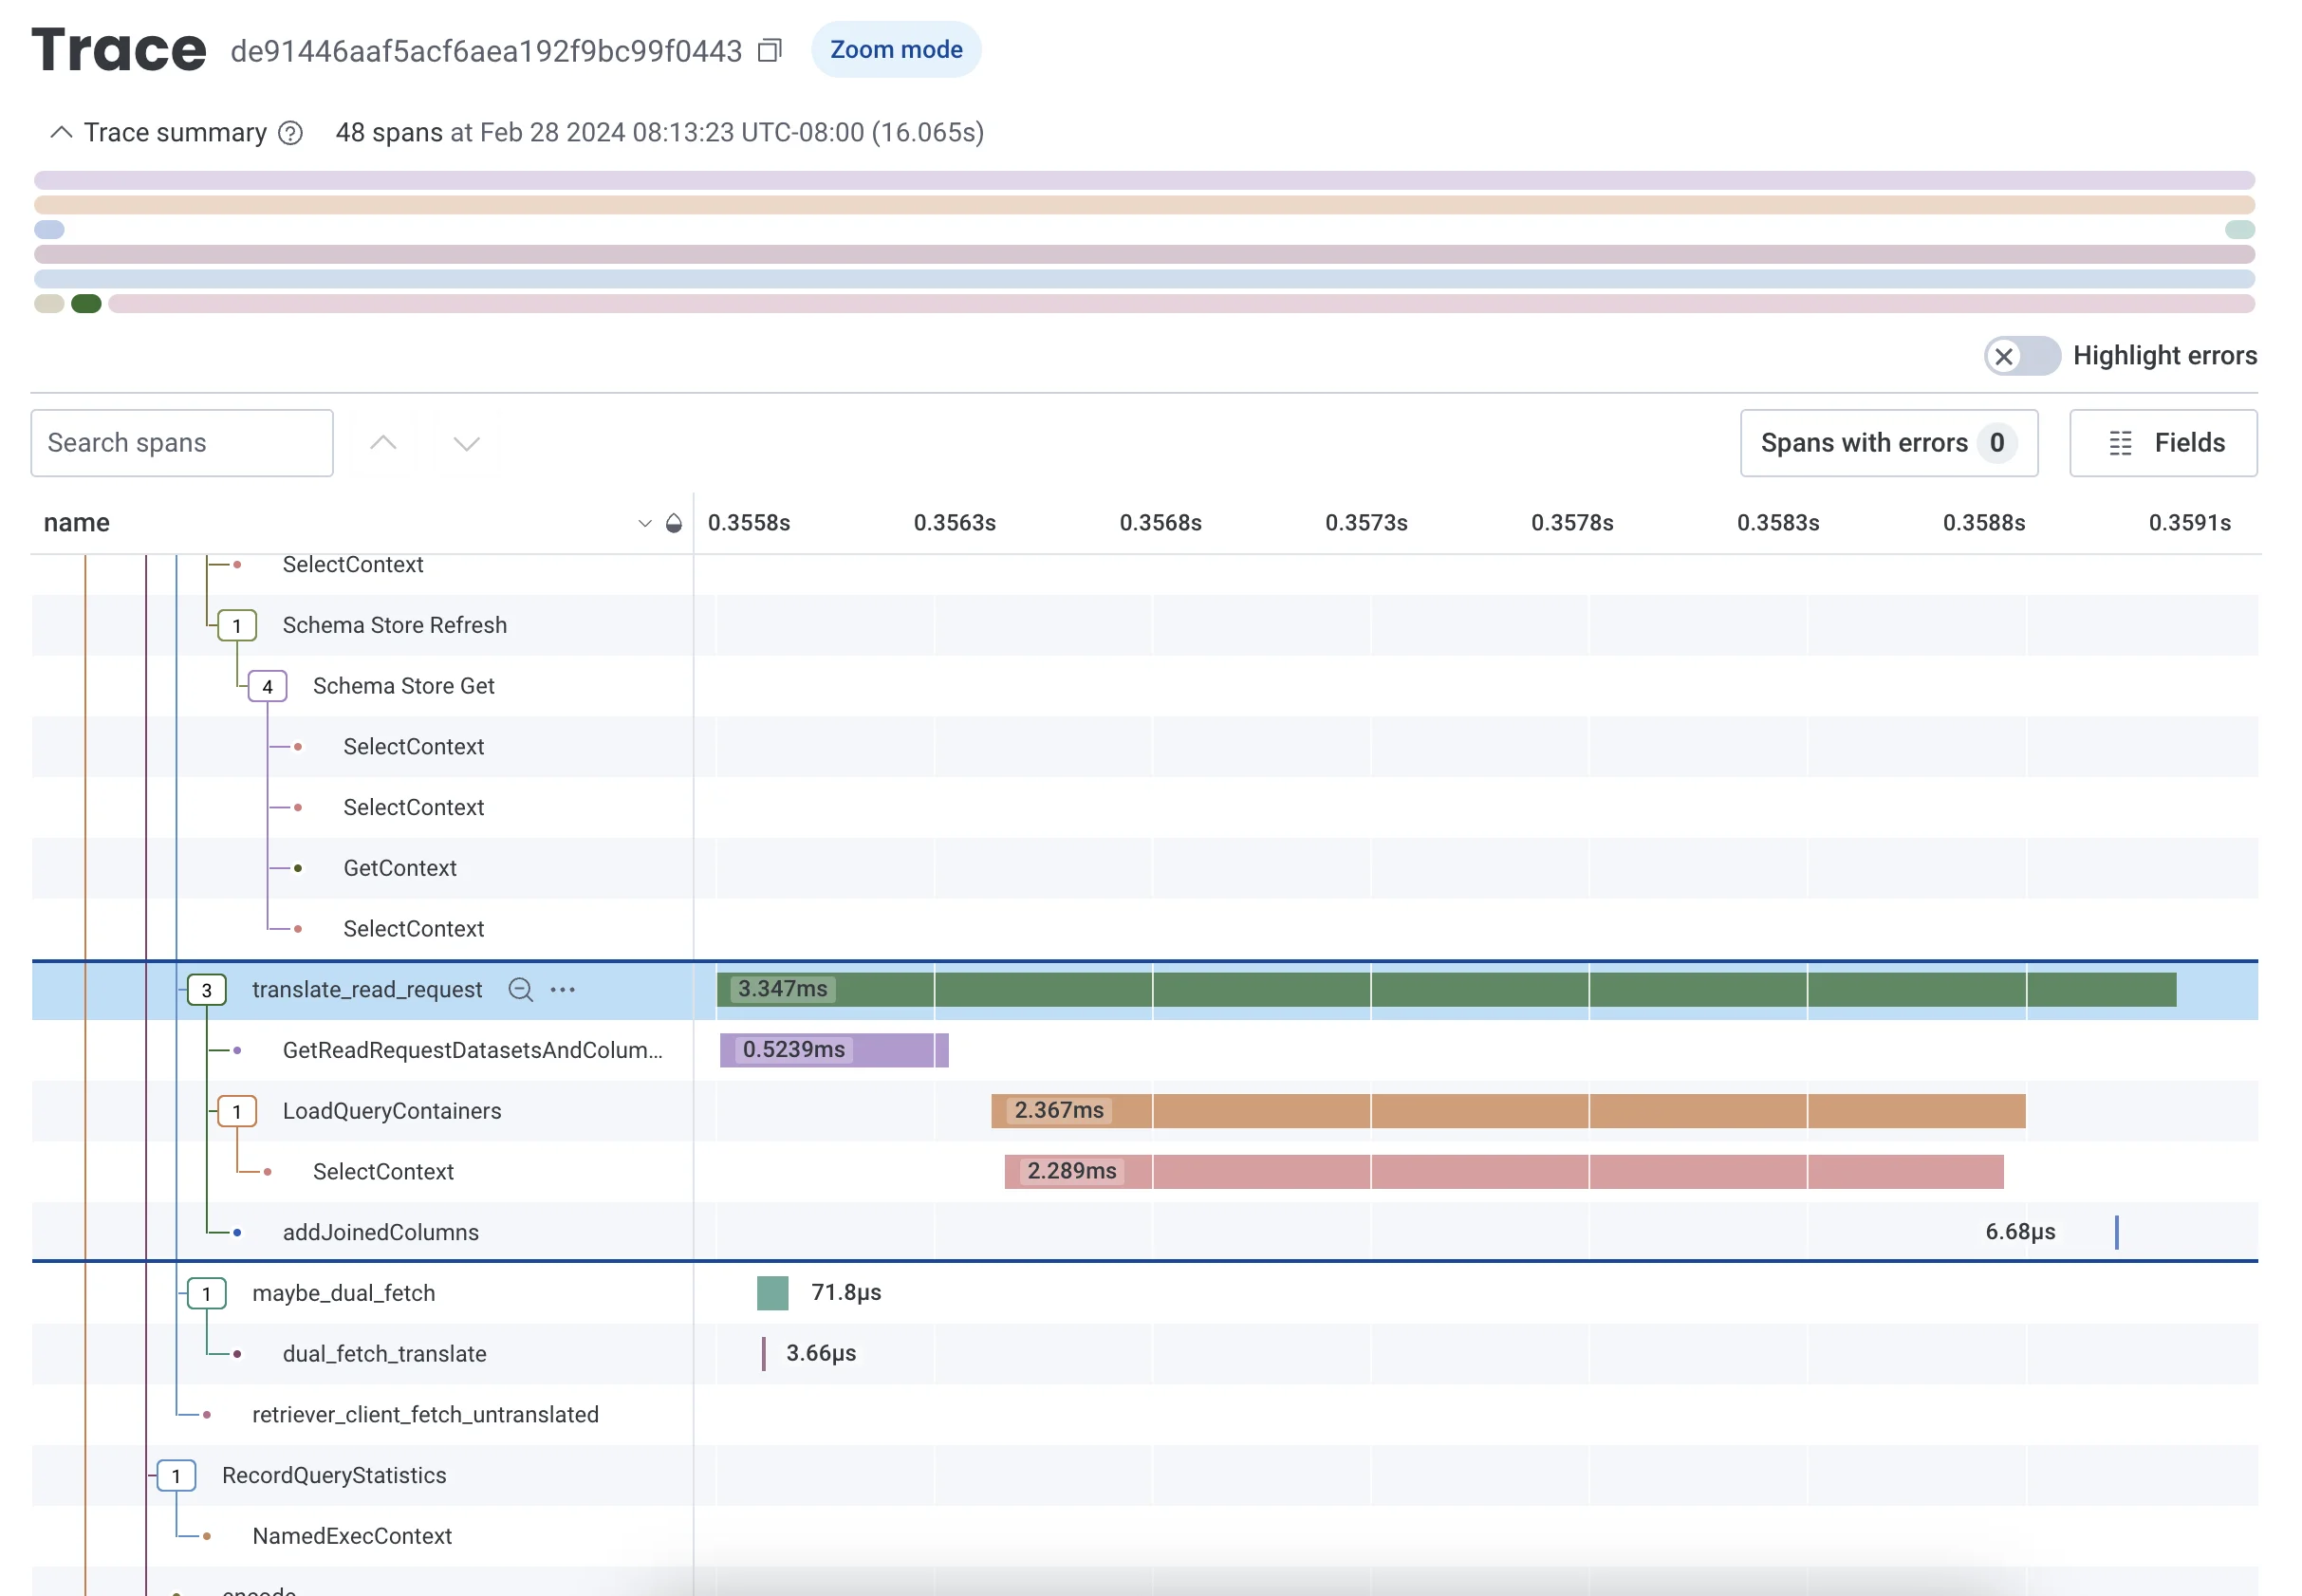 Trace de91446aaf5acf6aea192f9bc99f0443 Zoom mode
Trace summary ? 48 spans at Feb 28 2024 08:13:23 UTC-08:00 (16.065s)
Highlight errors
Search spans Spans with errors 0 Fields
name 0.3558s 0.3563s 0.3568s 0.3573s 0.3578s 0.3583s 0.3588s 0.3591s
SelectContext
1 Schema Store Refresh
4 Schema Store Get
SelectContext
SelectContext
GetContext
SelectContext
3 translate_read_request ··· 3.347ms
GetReadRequestDatasetsAndColum... 0.5239ms
1 LoadQueryContainers 2.367ms
SelectContext 2.289ms
addJoinedColumns 6.68µs
1 maybe_dual_fetch 71.8µs
dual_fetch_translate 3.66µs
retriever_client_fetch_untranslated
1 RecordQueryStatistics
NamedExecContext